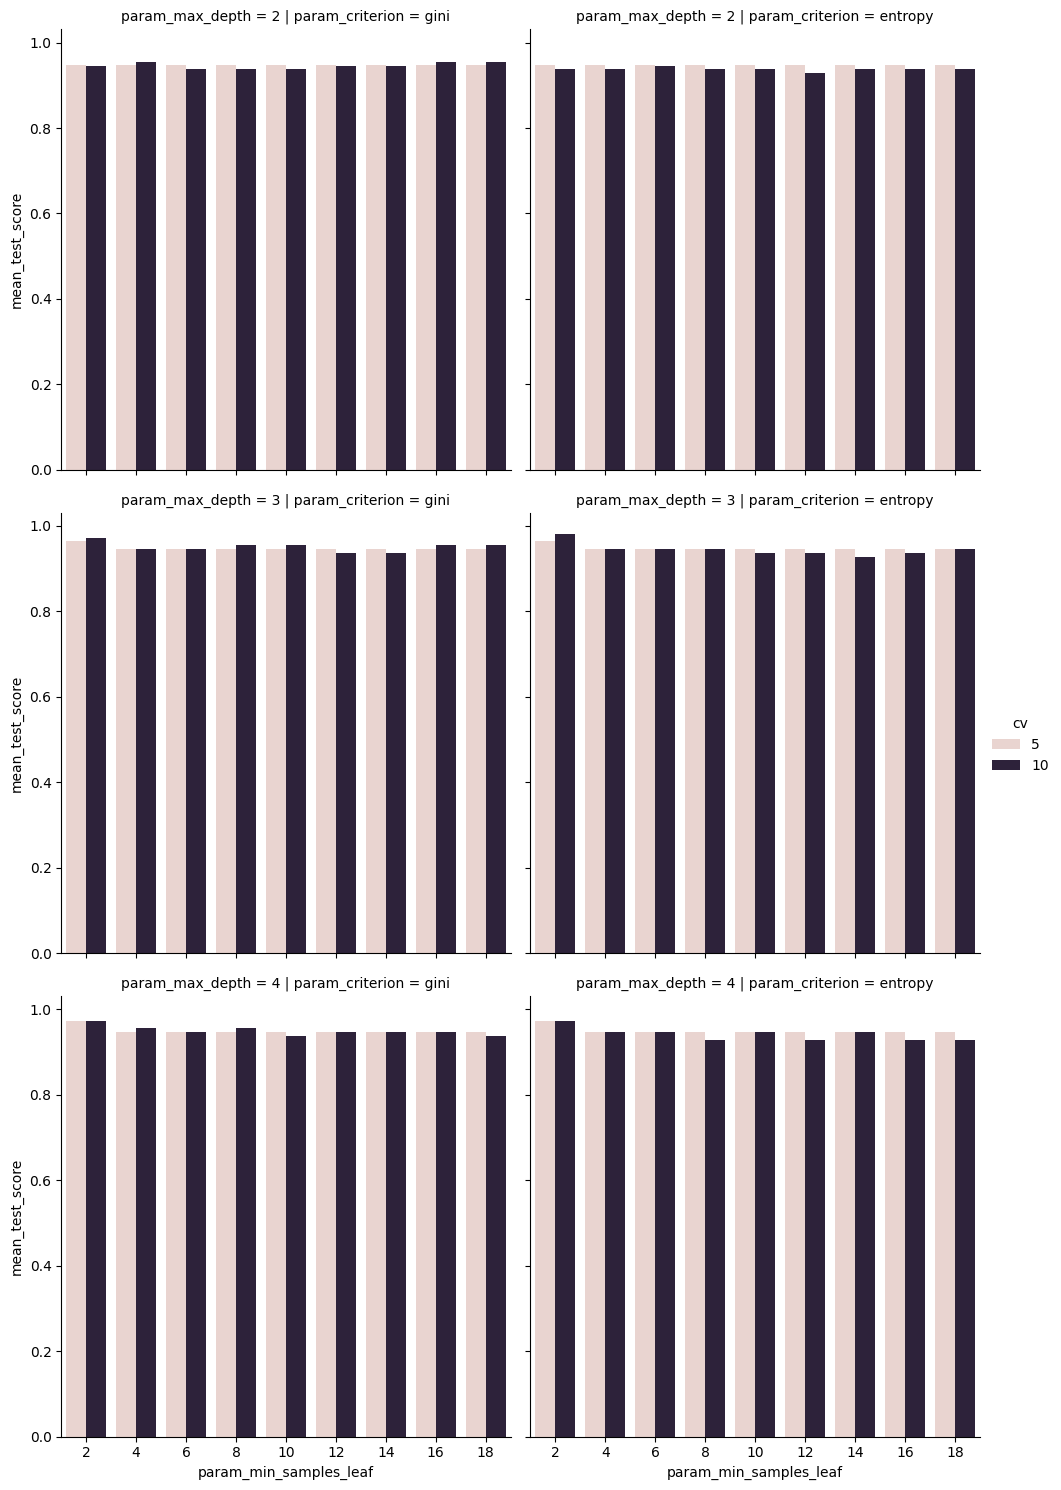 param_max_depth = 2 | param_criterion = gini
param_max_depth = 2 | param_criterion = entropy
1.0
0.8
0.6
0.4
0.2
0.0
mean_test_score
param_max_depth = 3 | param_criterion = gini
param_max_depth = 3 | param_criterion = entropy
1.0
0.8
0.6
0.4
0.2
0.0
mean_test_score
cv
5
10
param_max_depth = 4 | param_criterion = gini
param_max_depth = 4 | param_criterion = entropy
1.0
0.8
0.6
0.4
0.2
0.0
mean_test_score
2 4 6 8 10 12 14 16 18
2 4 6 8 10 12 14 16 18
param_min_samples_leaf
param_min_samples_leaf